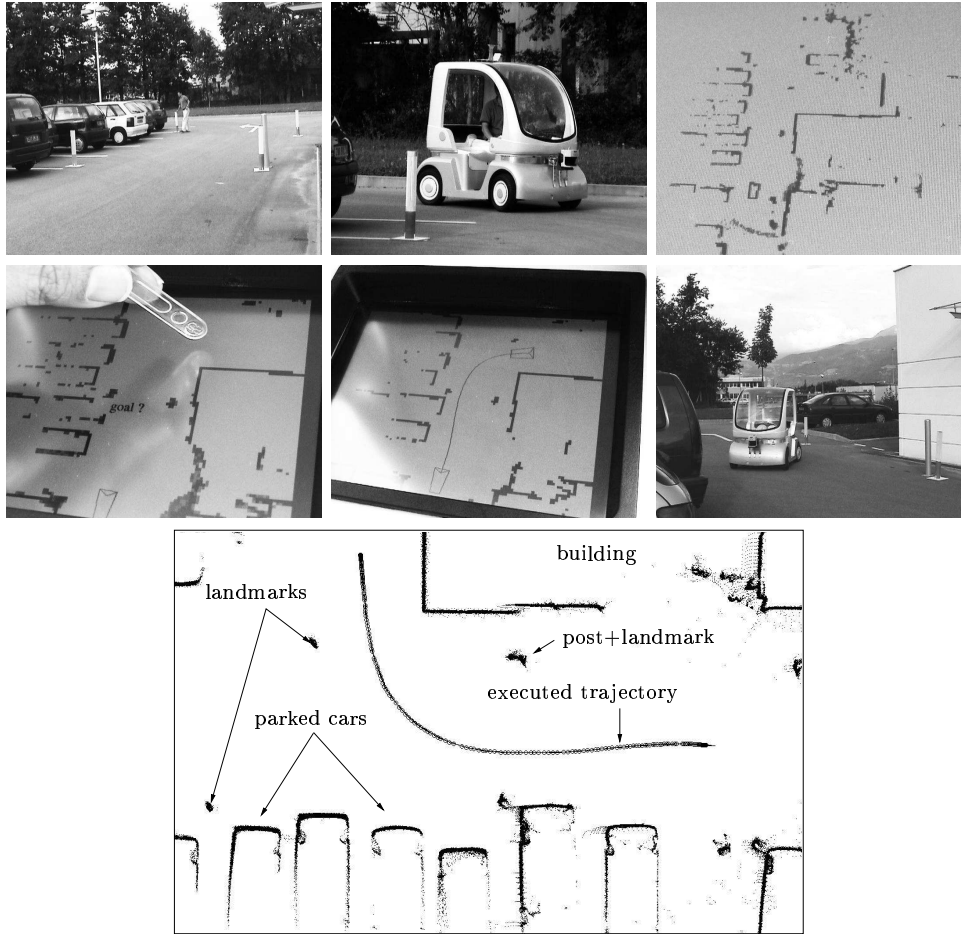 goal ?
building
landmarks
post+landmark
executed trajectory
parked cars